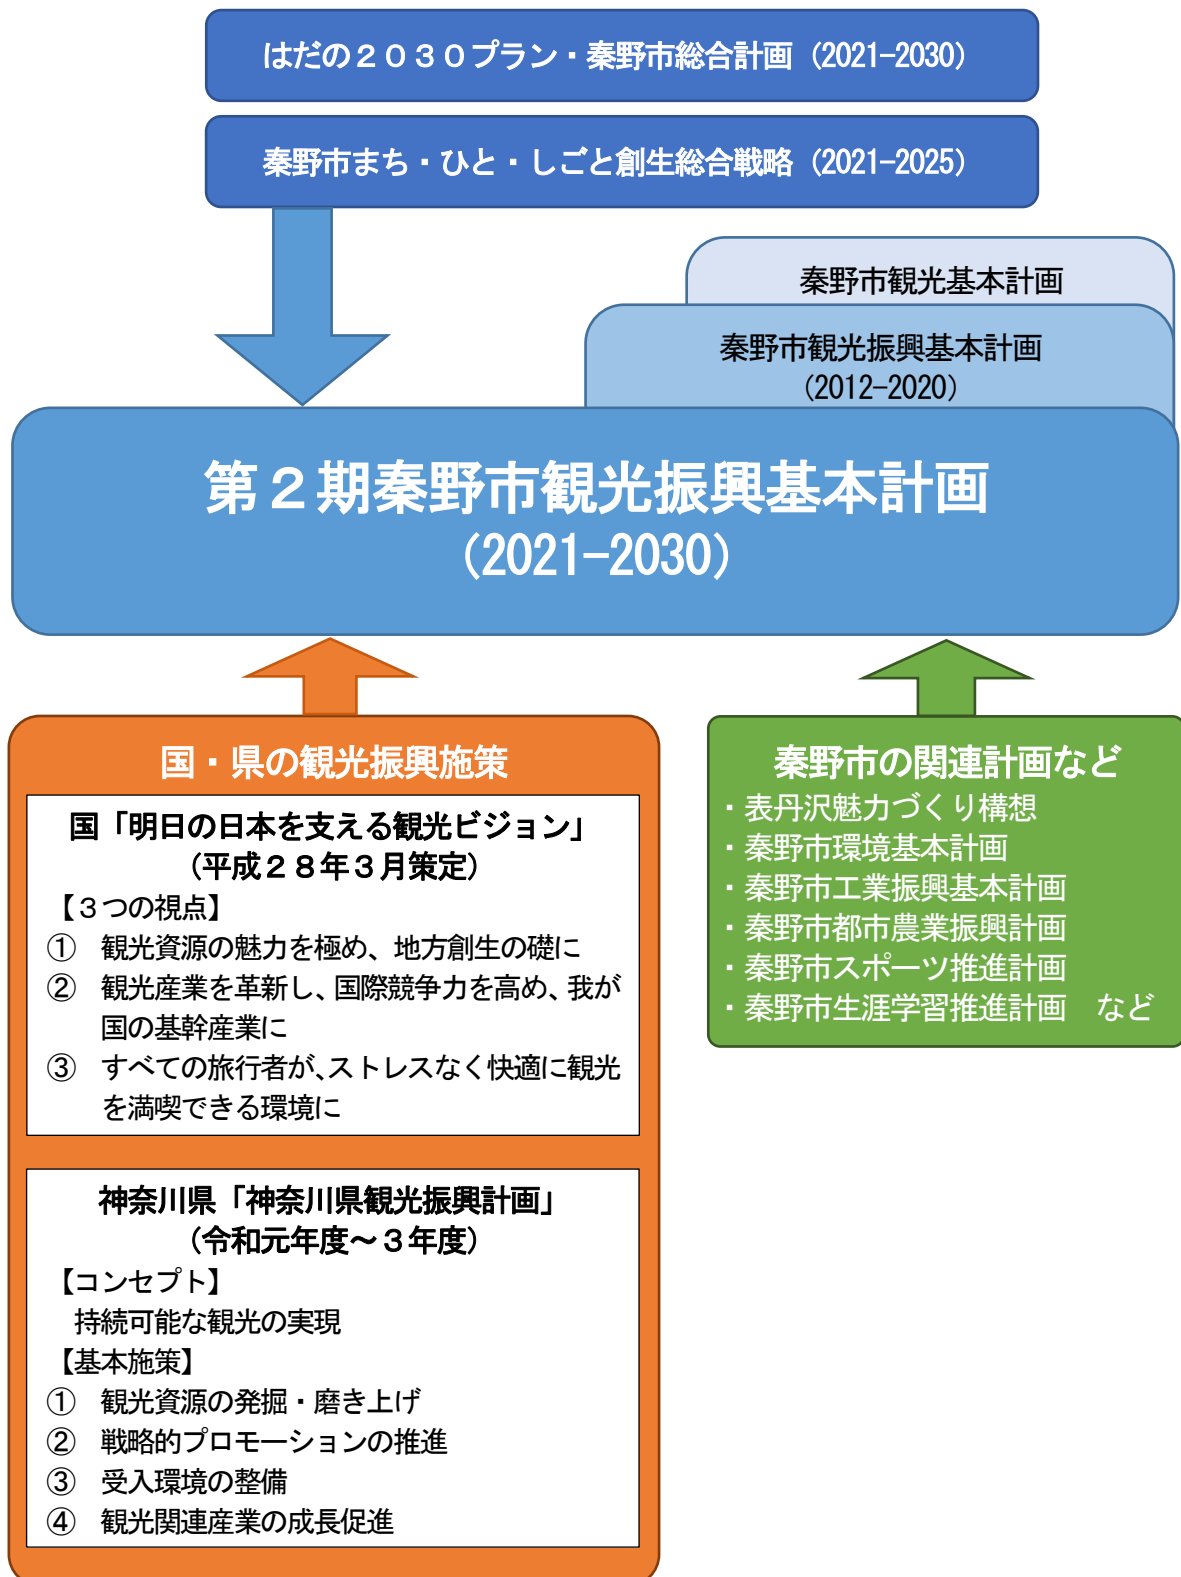 はだの２０３０プラン・秦野市総合計画（2021−2030）
秦野市まち・ひと・しごと創生総合戦略（2021−2025）
秦野市観光基本計画
秦野市観光振興基本計画
（2012−2020）
第２期秦野市観光振興基本計画
（2021−2030）
国・県の観光振興施策
国「明日の日本を支える観光ビジョン」
（平成２８年３月策定）
【３つの視点】
①　観光資源の魅力を極め、地方創生の礎に
②　観光産業を革新し、国際競争力を高め、我が
国の基幹産業に
③　すべての旅行者が、ストレスなく快適に観光
を満喫できる環境に
神奈川県「神奈川県観光振興計画」
（令和元年度～３年度）
【コンセプト】
持続可能な観光の実現
【基本施策】
①　観光資源の発掘・磨き上げ
②　戦略的プロモーションの推進
③　受入環境の整備
④　観光関連産業の成長促進
秦野市の関連計画など
・表丹沢魅力づくり構想
・秦野市環境基本計画
・秦野市工業振興基本計画
・秦野市都市農業振興計画
・秦野市スポーツ推進計画
・秦野市生涯学習推進計画　など